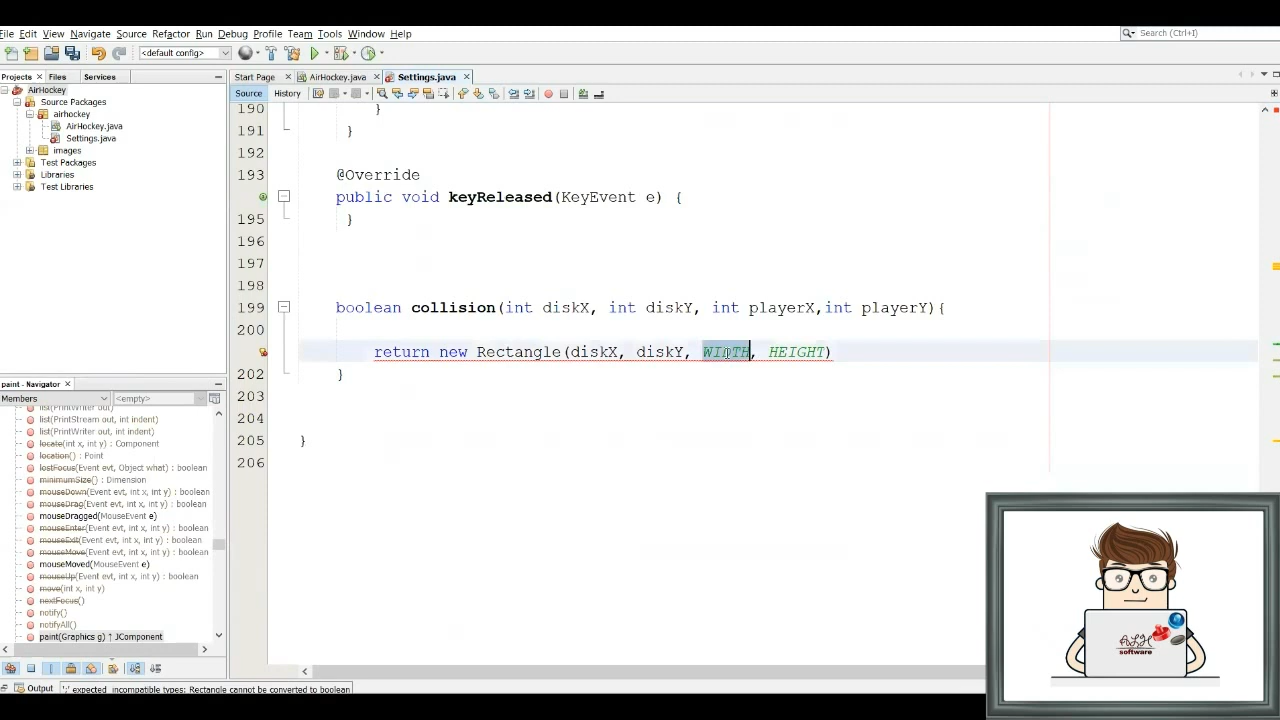 File Edit View Navigate Source Refactor Run Debug Profile Team Tools Window Help
Search (Ctrl+I)
<default config>
Projects Files Services
Start Page AirHockey.java Settings.java
Source History
AirHockey
Source Packages
airhockey
AirHockey.java
Settings.java
images
Test Packages
Libraries
Test Libraries
190 }
191 }
192
193 @Override
public void keyReleased(KeyEvent e) {
195 }
196
197
198
199 boolean collision(int diskX, int diskY, int playerX,int playerY){
200
return new Rectangle(diskX, diskY, WIDTH, HEIGHT)
202 }
203
204
205 }
206
paint - Navigator
Members <empty>
list(PrintWriter out)
list(PrintStream out, int indent)
list(PrintWriter out, int indent)
locate(int x, int y) : Component
location() : Point
lostFocus(Event evt, Object what) : boolean
minimumSize() : Dimension
mouseDown(Event evt, int x, int y) : boolean
mouseDrag(Event evt, int x, int y) : boolean
mouseDragged(MouseEvent e)
mouseEnter(Event evt, int x, int y) : boolean
mouseExit(Event evt, int x, int y) : boolean
mouseMove(Event evt, int x, int y) : boolean
mouseMoved(MouseEvent e)
mouseUp(Event evt, int x, int y) : boolean
move(int x, int y)
nextFocus()
notify()
notifyAll()
paint(Graphics g) ↑ JComponent
Output
';' expected incompatible types: Rectangle cannot be converted to boolean
software